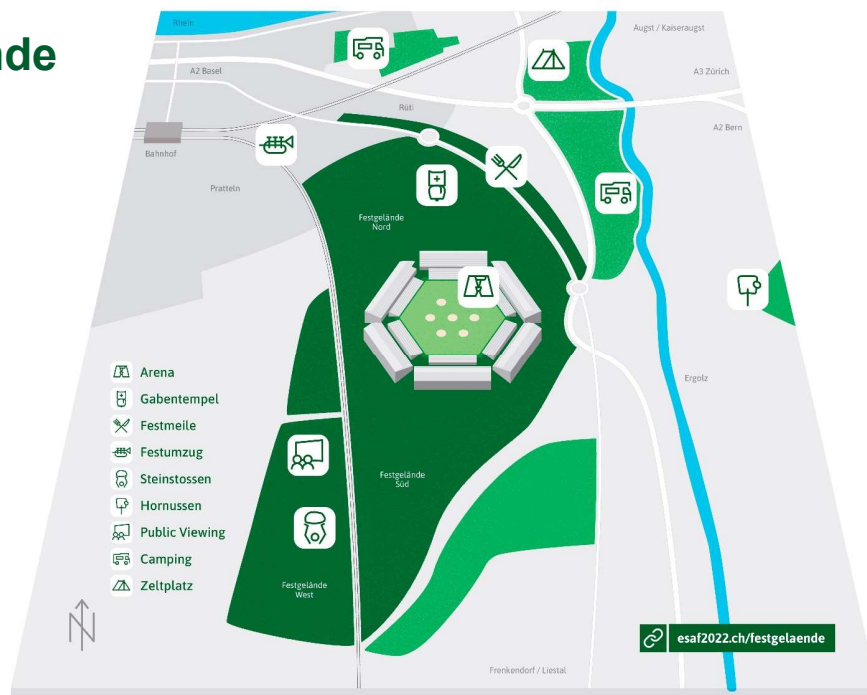 nde
Rhein
Augst / Kaiseraugst
A2 Basel
A3 Zürich
Rüti
A2 Bern
Bahnhof
Pratteln
Festgelände
Nord
Arena
Gabentempel
Festmeile
Festumzug
Steinstossen
Hornussen
Public Viewing
Camping
Zeltplatz
Ergolz
Festgelände
Süd
Festgelände
West
N
esaf2022.ch/festgelaende
Frenkendorf / Liestal